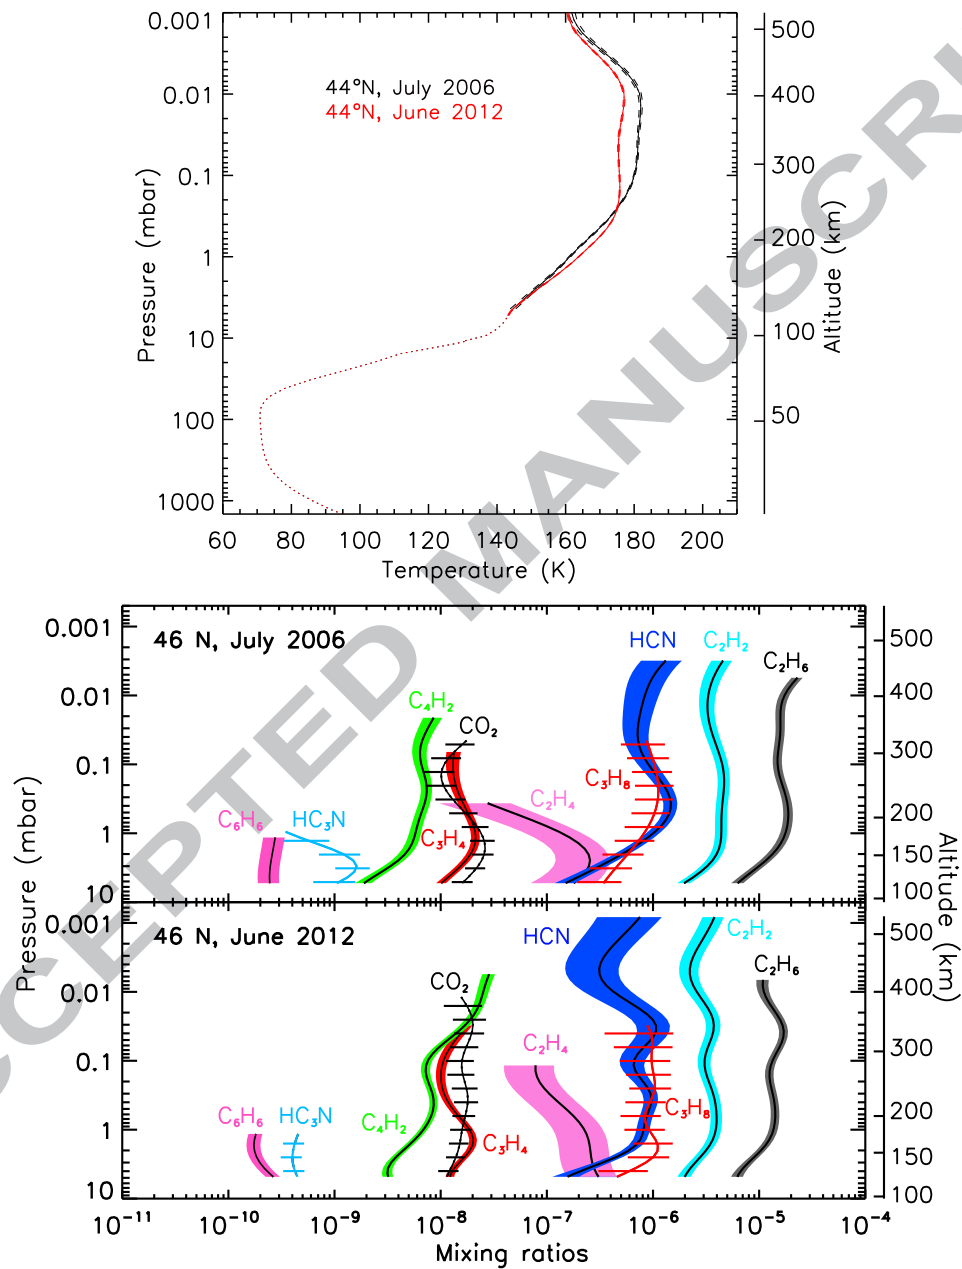 0.001
0.01
0.1
1
10
100
1000
Pressure (mbar)
44°N, July 2006
44°N, June 2012
500
400
300
200
100
50
Altitude (km)
60 80 100 120 140 160 180 200
Temperature (K)
ACCEPTED MANUSCRI
46 N, July 2006
0.001
0.01
0.1
1
10
Pressure (mbar)
HCN
C₂H₂
C₂H₆
C₄H₂
CO₂
C₃H₈
C₂H₄
C₆H₆
HC₃N
C₃H₄
500
400
300
200
150
100
Altitude (km)
46 N, June 2012
0.001
0.01
0.1
1
10
HCN
C₂H₂
C₂H₆
CO₂
C₂H₄
C₆H₆
HC₃N
C₄H₂
C₃H₈
C₃H₄
500
400
300
200
150
100
10⁻¹¹ 10⁻¹⁰ 10⁻⁹ 10⁻⁸ 10⁻⁷ 10⁻⁶ 10⁻⁵ 10⁻⁴
Mixing ratios